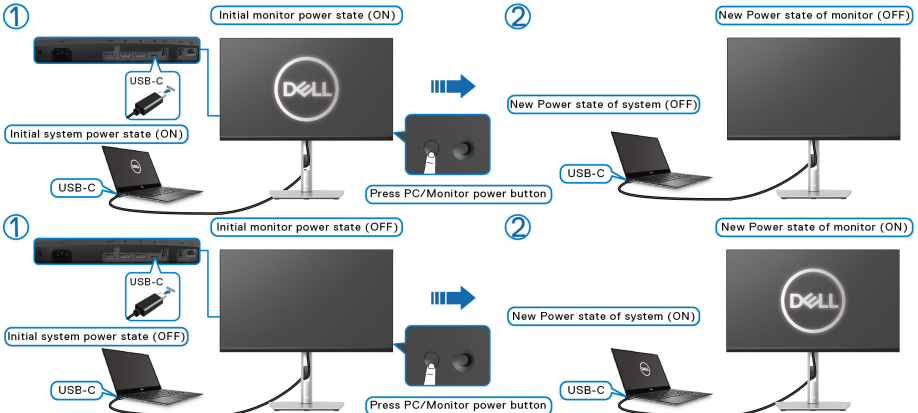 1
Initial monitor power state (ON)
2
New Power state of monitor (OFF)
USB-C
DELL
New Power state of system (OFF)
Initial system power state (ON)
DELL
USB-C
USB-C
Press PC/Monitor power button
1
Initial monitor power state (OFF)
2
New Power state of monitor (ON)
USB-C
DELL
New Power state of system (ON)
Initial system power state (OFF)
DELL
USB-C
USB-C
Press PC/Monitor power button